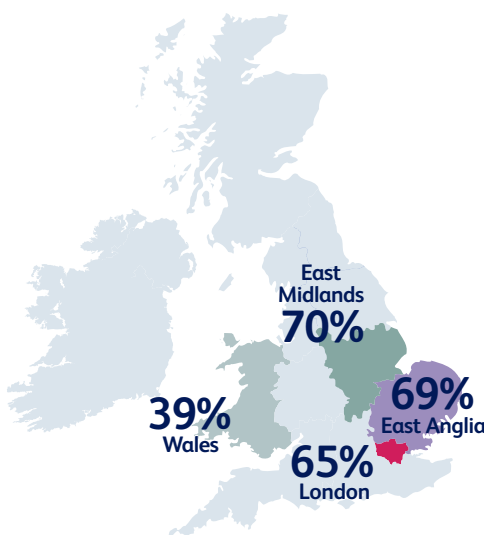 East
Midlands
70%
69%
East Anglia
39%
Wales
65%
London